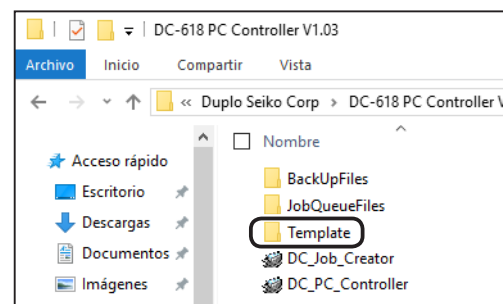 DC-618 PC Controller V1.03
Archivo Inicio Compartir Vista
« Duplo Seiko Corp > DC-618 PC Controller
Nombre
Acceso rápido
BackUpFiles
Escritorio
JobQueueFiles
Descargas
Template
Documentos
DC_Job_Creator
Imágenes
DC_PC_Controller